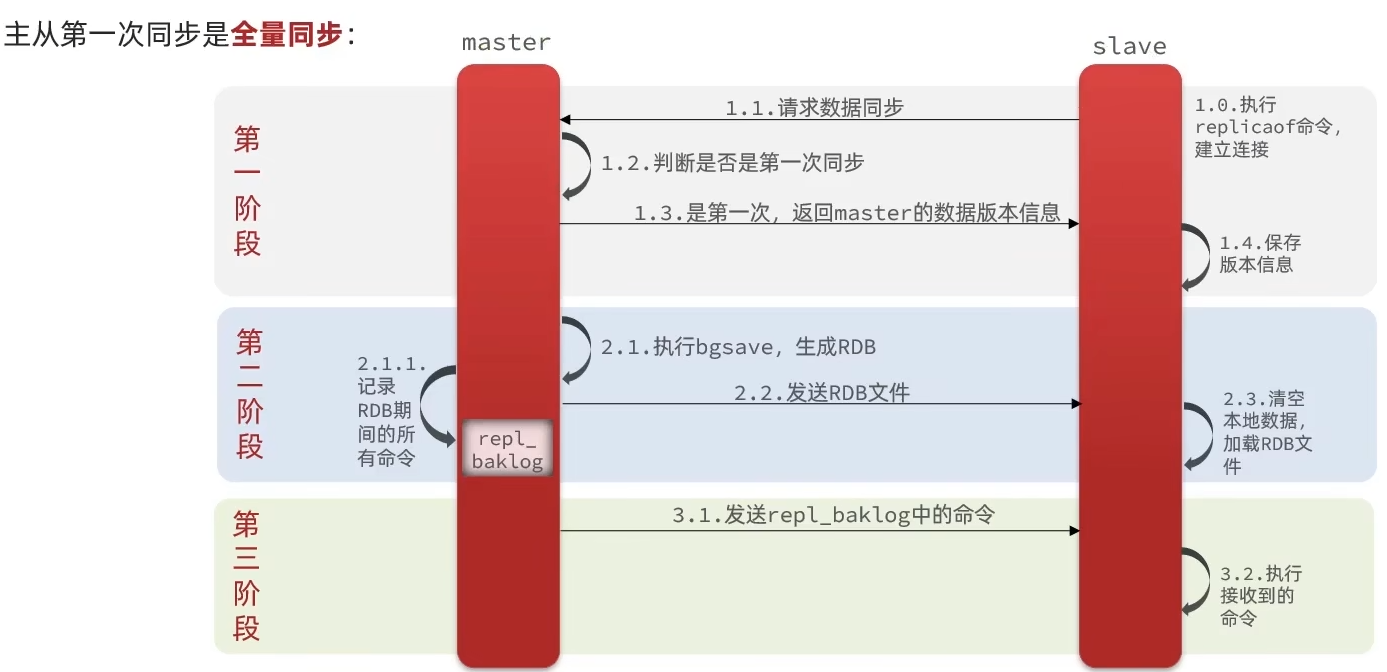 主从第一次同步是全量同步：
master
slave
第
一
阶
段
1.1.请求数据同步
1.0.执行
replicaof命令，
建立连接
1.2.判断是否是第一次同步
1.3.是第一次，返回master的数据版本信息
1.4.保存
版本信息
第
二
阶
段
2.1.执行bgsave，生成RDB
2.1.1.
记录
RDB期
间的所
有命令
2.2.发送RDB文件
2.3.清空
本地数据，
加载RDB文
件
repl_
baklog
第
三
阶
段
3.1.发送repl_baklog中的命令
3.2.执行
接收到的
命令